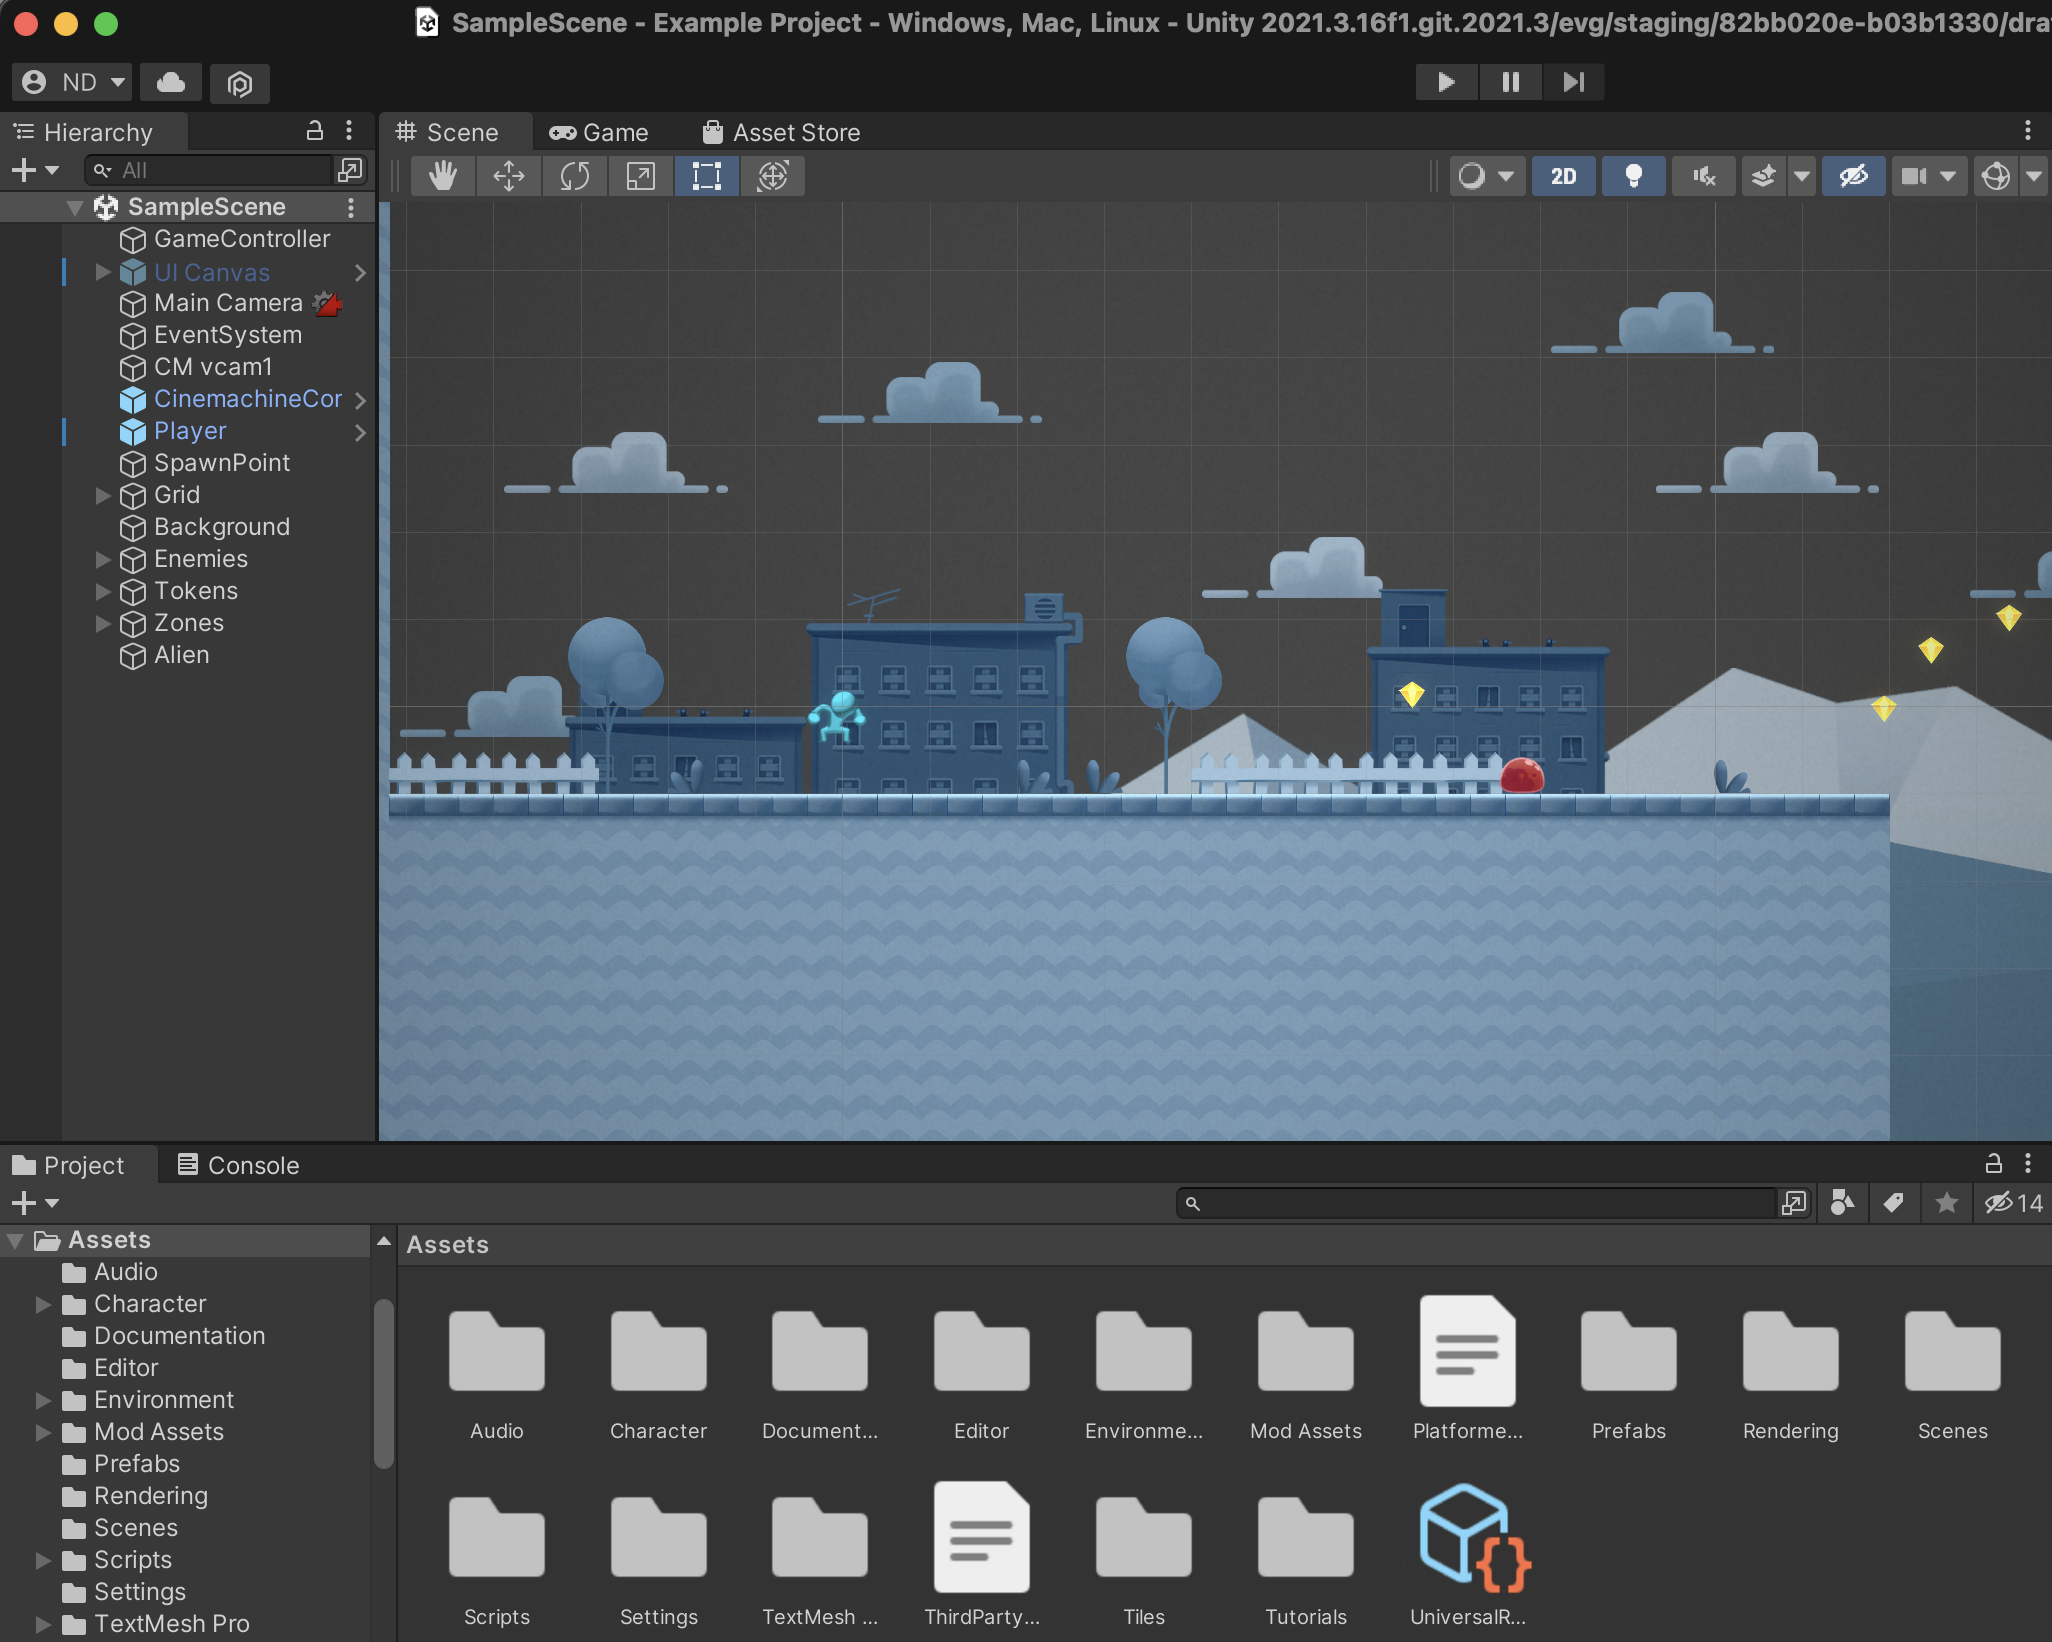 SampleScene - Example Project - Windows, Mac, Linux - Unity 2021.3.16f1.git.2021.3/evg/staging/82bb020e-b03b1330/dra
ND
Hierarchy
All
SampleScene
GameController
UI Canvas
Main Camera
EventSystem
CM vcam1
CinemachineCor
Player
SpawnPoint
Grid
Background
Enemies
Tokens
Zones
Alien
Scene Game Asset Store
2D
Project Console
14
Assets
Audio
Character
Documentation
Editor
Environment
Mod Assets
Prefabs
Rendering
Scenes
Scripts
Settings
TextMesh Pro
Assets
Audio Character Document... Editor Environme... Mod Assets Platforme... Prefabs Rendering Scenes
Scripts Settings TextMesh ... ThirdParty... Tiles Tutorials UniversalR...